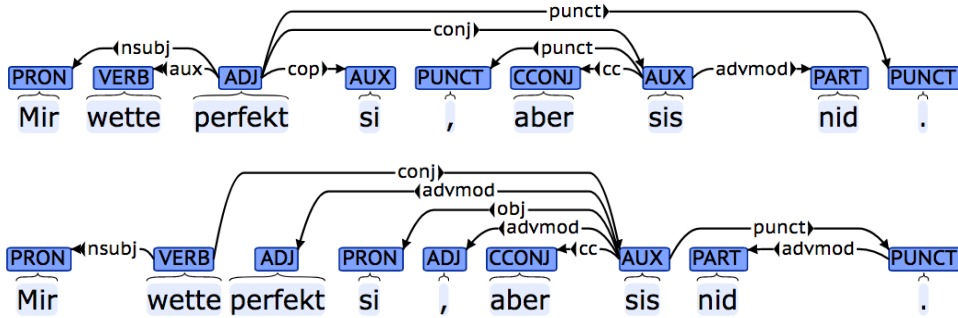 punct
conj
nsubj aux cop punct cc advmod
PRON VERB ADJ AUX PUNCT CCONJ AUX PART PUNCT
Mir wette perfekt si , aber sis nid .
conj
advmod
obj
nsubj advmod cc punct advmod
PRON VERB ADJ PRON ADJ CCONJ AUX PART PUNCT
Mir wette perfekt si , aber sis nid .